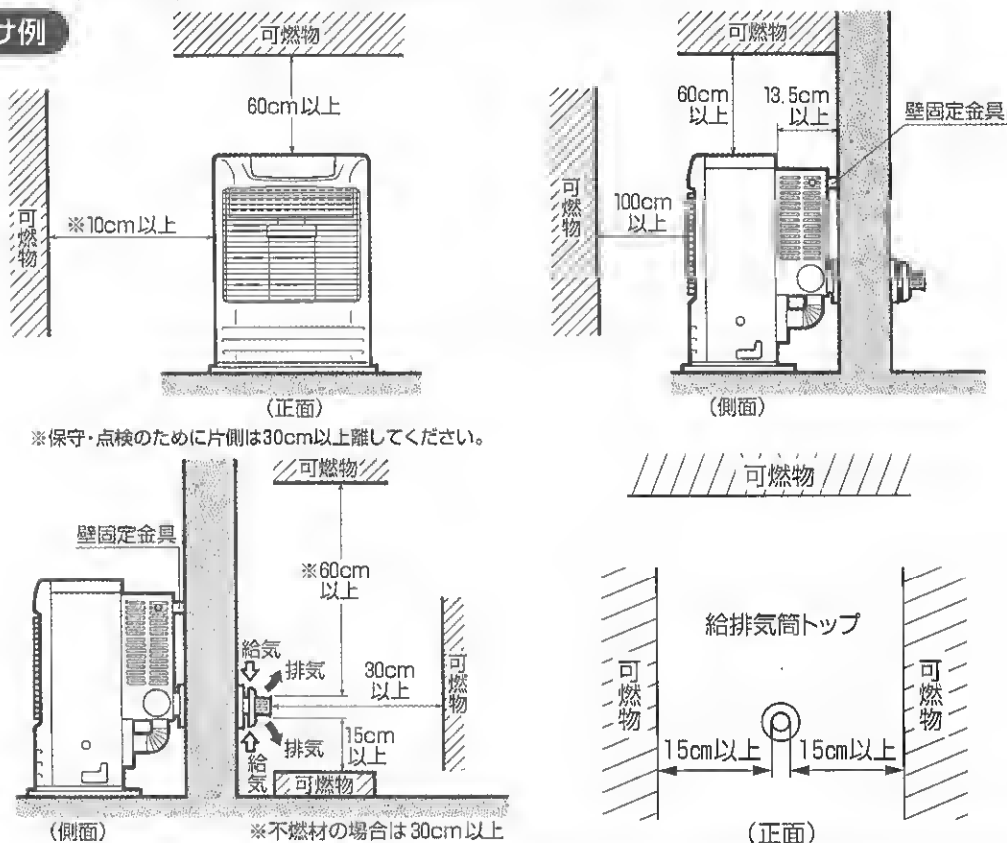 け例
可燃物
60cm以上
可燃物
※10cm以上
(正面)
※保守・点検のために片側は30cm以上離してください。
可燃物
60cm
以上
13.5cm
以上
壁固定金具
可燃物
100cm
以上
(側面)
可燃物
壁固定金具
※60cm
以上
給気
排気
30cm
以上
可燃物
排気
15cm
以上
給気
可燃物
(側面)
※不燃材の場合は30cm以上
可燃物
給排気筒トップ
可燃物
可燃物
15cm以上
15cm以上
(正面)